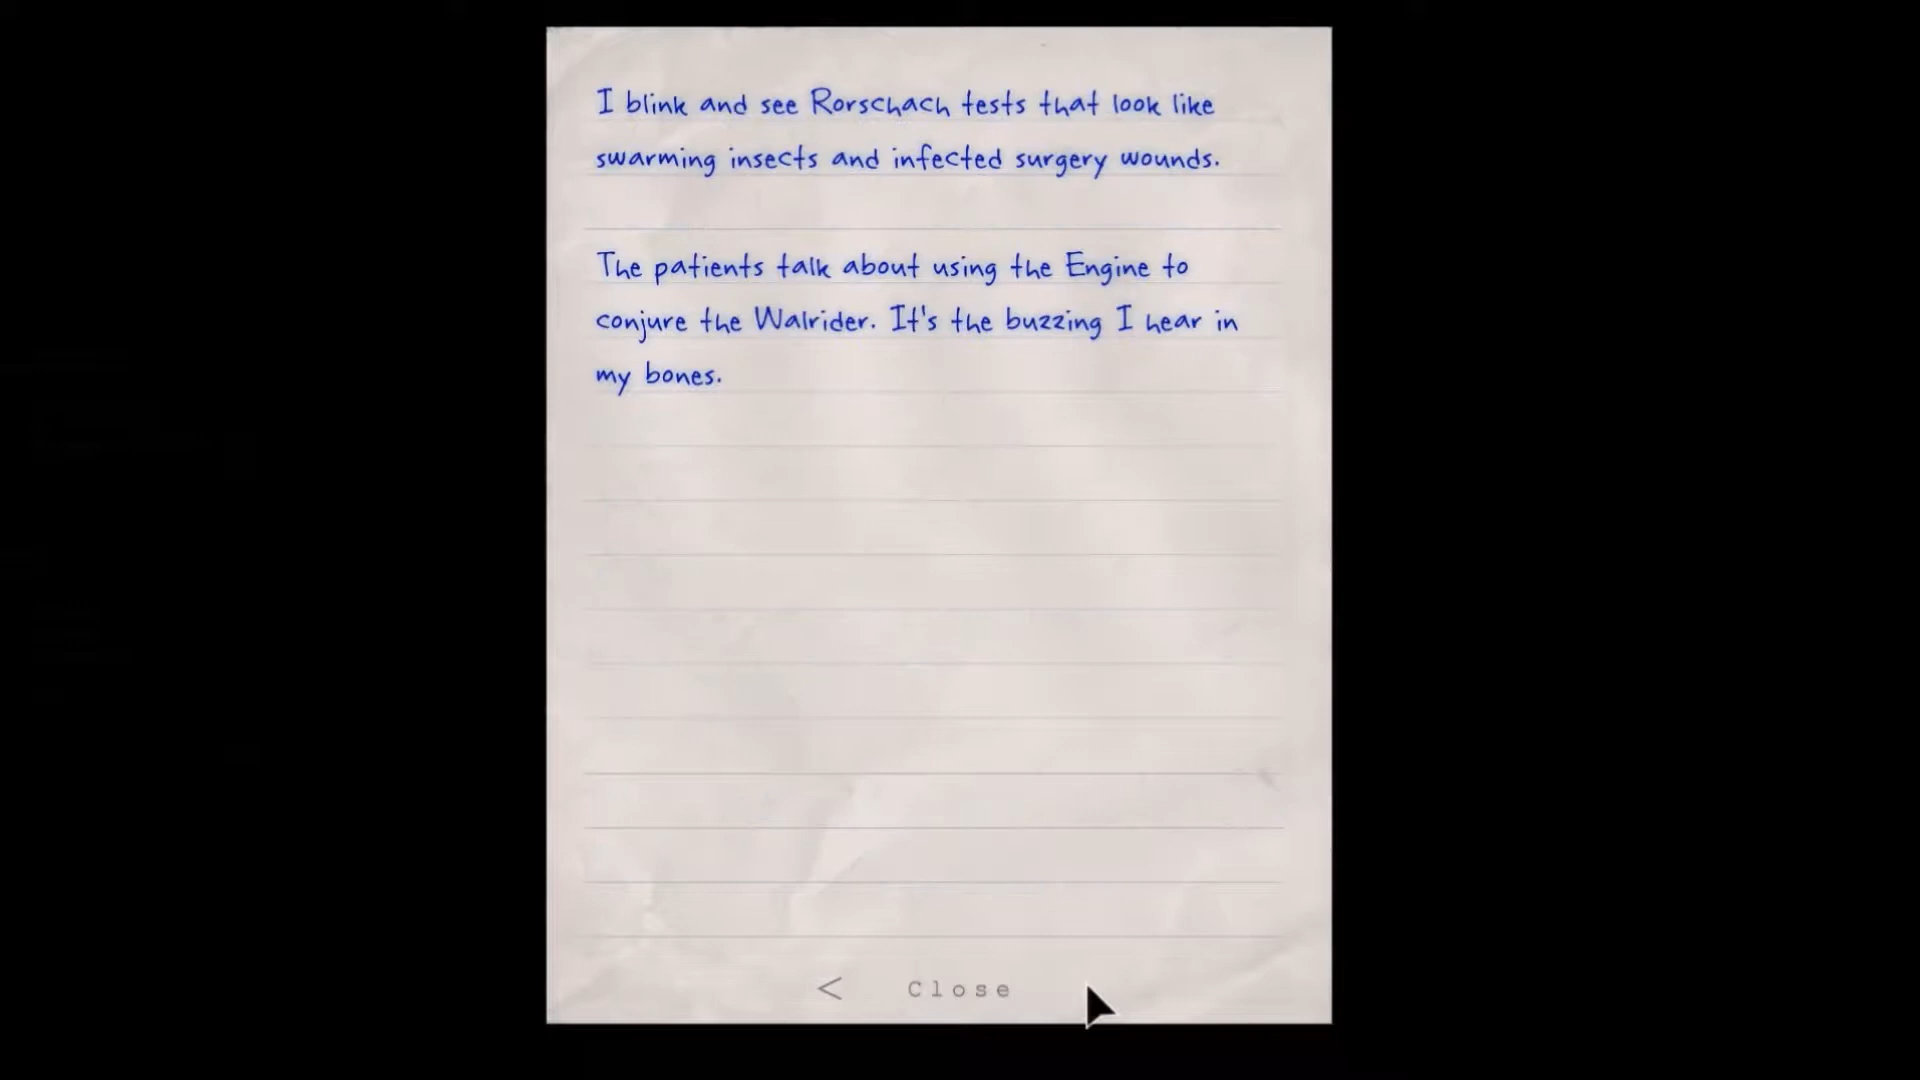 I blink and see Rorschach tests that look like
swarming insects and infected surgery wounds.
The patients talk about using the Engine to
conjure the Walrider. It's the buzzing I hear in
my bones.
< Close